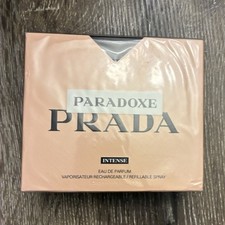 PARADOXE
PRADA
INTENSE
EAU DE PARFUM
VAPORISATEUR RECHARGEABLE / REFILLABLE SPRAY